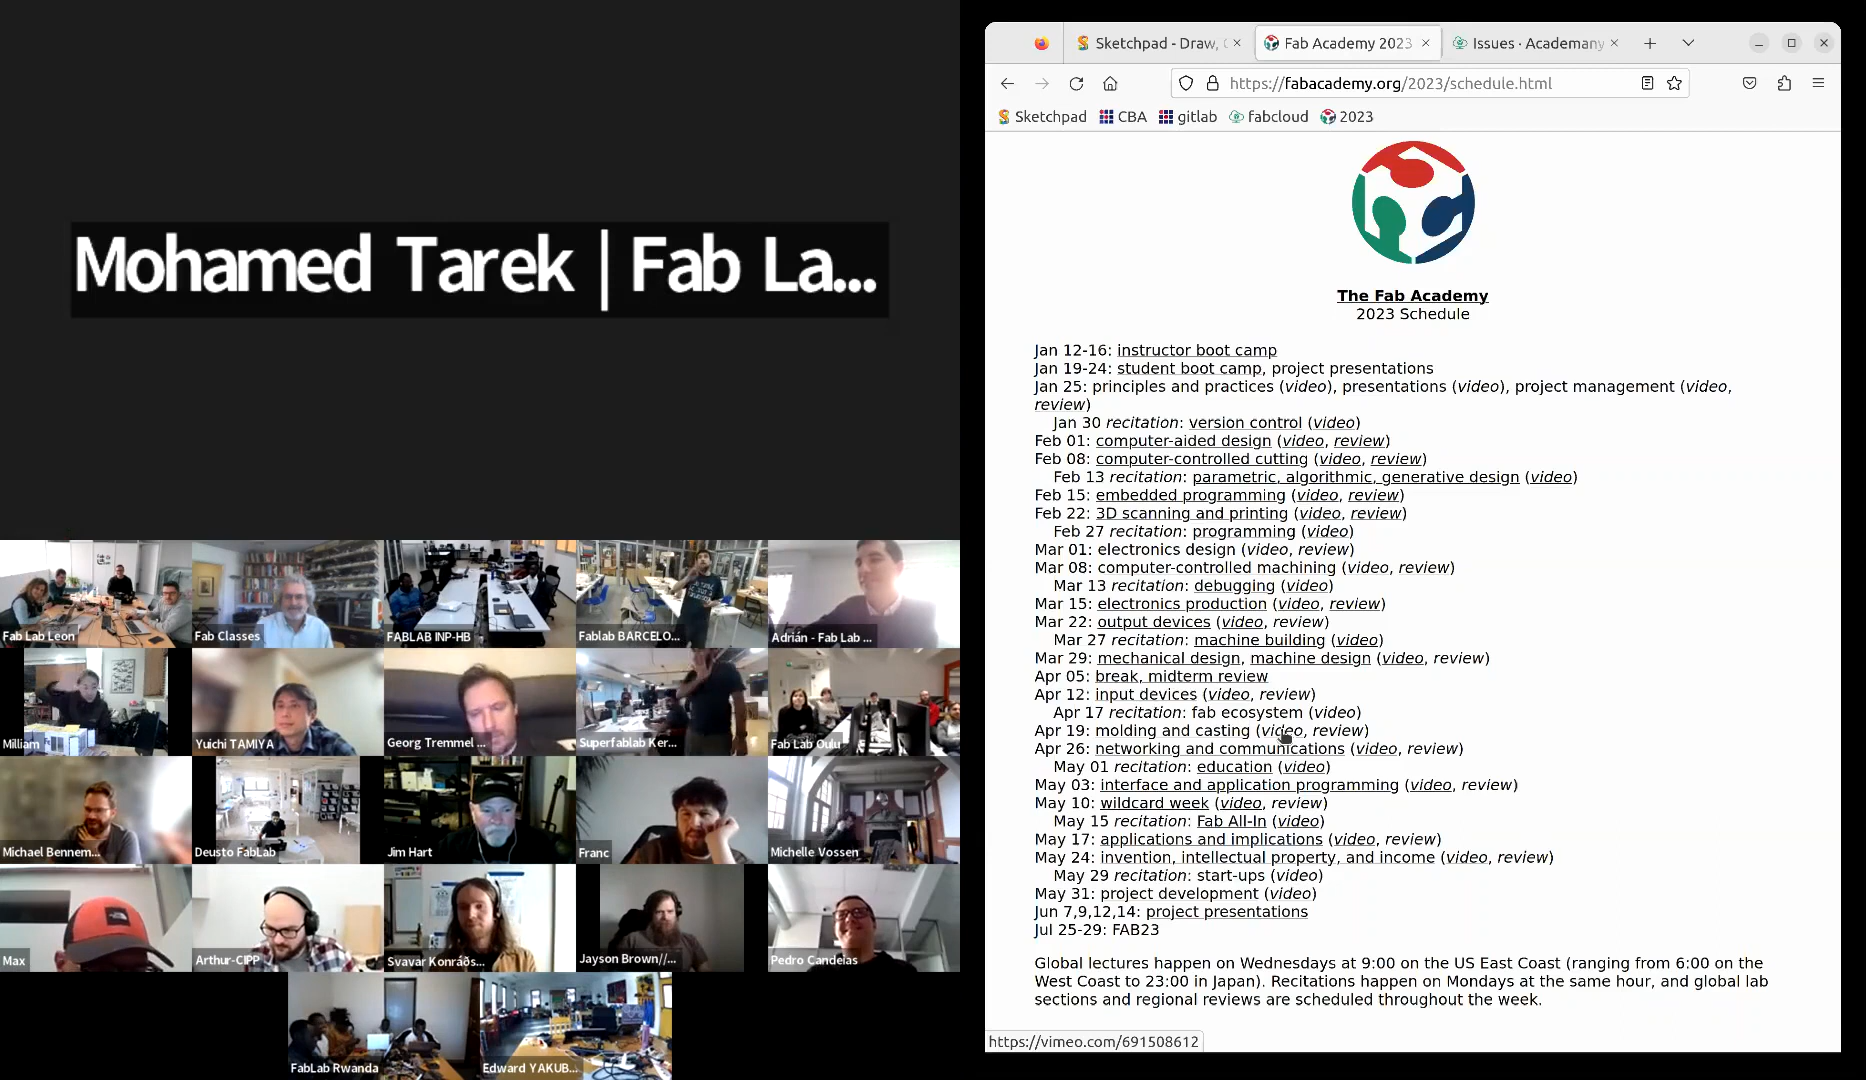 Mohamed Tarek | Fab La...
Fab Lab Leon
Fab Classes
FABLAB INP-HB
Fablab BARCELO...
Adrián - Fab Lab ...
Milliam
Yuichi TAMIYA
Georg Tremmel ...
Superfablab Ker...
Fab Lab Oulu
Michael Bennem...
Deusto FabLab
Jim Hart
Franc
Michelle Vossen
Max
Arthur-CIPP
Svavar Konráðs...
Jayson Brown//...
Pedro Candeias
FabLab Rwanda
Edward YAKUB...
Sketchpad - Draw, C
Fab Academy 2023
Issues · Academany
https://fabacademy.org/2023/schedule.html
Sketchpad CBA gitlab fabcloud 2023
The Fab Academy
2023 Schedule
Jan 12-16: instructor boot camp
Jan 19-24: student boot camp, project presentations
Jan 25: principles and practices (video), presentations (video), project management (video,
review)
Jan 30 recitation: version control (video)
Feb 01: computer-aided design (video, review)
Feb 08: computer-controlled cutting (video, review)
Feb 13 recitation: parametric, algorithmic, generative design (video)
Feb 15: embedded programming (video, review)
Feb 22: 3D scanning and printing (video, review)
Feb 27 recitation: programming (video)
Mar 01: electronics design (video, review)
Mar 08: computer-controlled machining (video, review)
Mar 13 recitation: debugging (video)
Mar 15: electronics production (video, review)
Mar 22: output devices (video, review)
Mar 27 recitation: machine building (video)
Mar 29: mechanical design, machine design (video, review)
Apr 05: break, midterm review
Apr 12: input devices (video, review)
Apr 17 recitation: fab ecosystem (video)
Apr 19: molding and casting (video, review)
Apr 26: networking and communications (video, review)
May 01 recitation: education (video)
May 03: interface and application programming (video, review)
May 10: wildcard week (video, review)
May 15 recitation: Fab All-In (video)
May 17: applications and implications (video, review)
May 24: invention, intellectual property, and income (video, review)
May 29 recitation: start-ups (video)
May 31: project development (video)
Jun 7,9,12,14: project presentations
Jul 25-29: FAB23
Global lectures happen on Wednesdays at 9:00 on the US East Coast (ranging from 6:00 on the
West Coast to 23:00 in Japan). Recitations happen on Mondays at the same hour, and global lab
sections and regional reviews are scheduled throughout the week.
https://vimeo.com/691508612